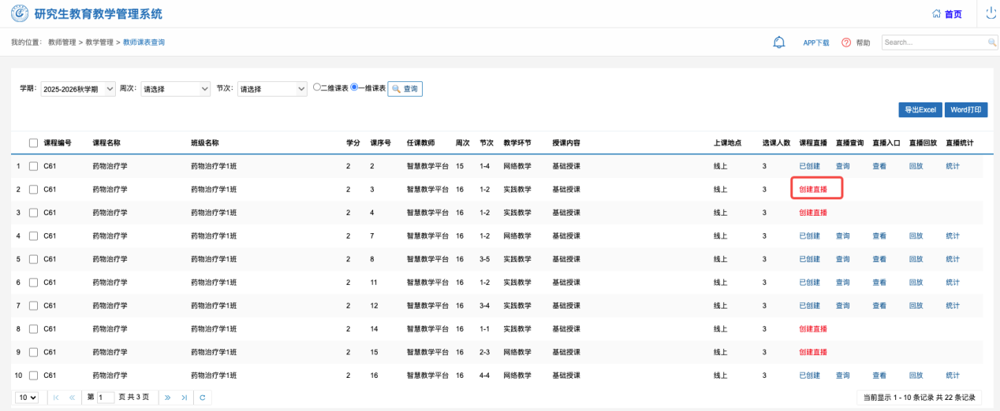 研究生教育教学管理系统 首页
我的位置： 教师管理 > 教学管理 > 教师课表查询 APP下载 ? 帮助 Search...
学期: 2025-2026秋学期 周次: 请选择 节次: 请选择 二维课表 一维课表 查询
导出Excel Word打印
课程编号 课程名称 班级名称 学分 课序号 任课教师 周次 节次 教学环节 授课内容 上课地点 选课人数 课程直播 直播查询 直播入口 直播回放 直播统计
1 C61 药物治疗学 药物治疗学1班 2 2 智慧教学平台 15 1-4 网络教学 基础授课 线上 3 已创建 查询 查看 回放 统计
2 C61 药物治疗学 药物治疗学1班 2 3 智慧教学平台 16 1-2 实践教学 基础授课 线上 3 创建直播
3 C61 药物治疗学 药物治疗学1班 2 4 智慧教学平台 16 1-2 实践教学 基础授课 线上 3 创建直播
4 C61 药物治疗学 药物治疗学1班 2 7 智慧教学平台 16 1-2 网络教学 基础授课 线上 3 已创建 查询 查看 回放 统计
5 C61 药物治疗学 药物治疗学1班 2 8 智慧教学平台 16 3-5 实践教学 基础授课 线上 3 已创建 查询 查看 回放 统计
6 C61 药物治疗学 药物治疗学1班 2 11 智慧教学平台 16 1-2 实践教学 基础授课 线上 3 已创建 查询 查看 回放 统计
7 C61 药物治疗学 药物治疗学1班 2 12 智慧教学平台 16 3-4 实践教学 基础授课 线上 3 已创建 查询 查看 回放 统计
8 C61 药物治疗学 药物治疗学1班 2 14 智慧教学平台 16 1-1 实践教学 基础授课 线上 3 创建直播
9 C61 药物治疗学 药物治疗学1班 2 15 智慧教学平台 16 2-3 网络教学 基础授课 线上 3 创建直播
10 C61 药物治疗学 药物治疗学1班 2 16 智慧教学平台 16 4-4 网络教学 基础授课 线上 3 已创建 查询 查看 回放 统计
10 第 1 页 共 3 页 当前显示 1 - 10 条记录 共 22 条记录